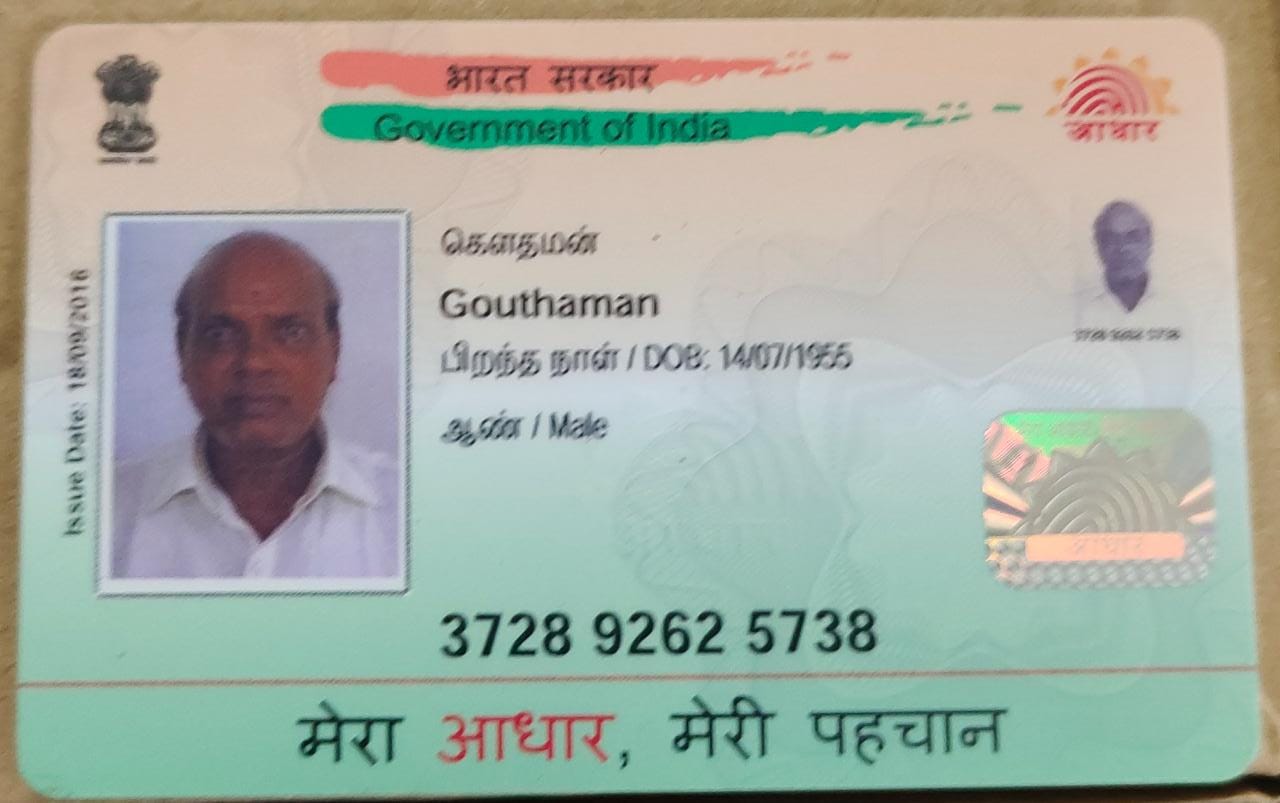 भारत सरकार
Government of India
आधार
கௌதமன்
Gouthaman
பிறந்த நாள் / DOB: 14/07/1955
ஆண் / Male
Issue Date: 18/09/2016
3728 9262 5738
आधार
3728 9262 5738
मेरा आधार, मेरी पहचान